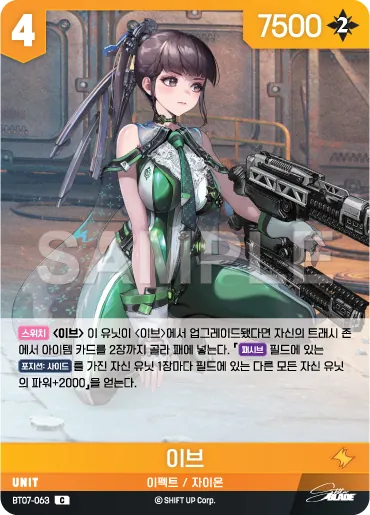 4
7500 2
SAMPLE
스위치 《이브》 이 유닛이 <이브>에서 업그레이드됐다면 자신의 트래시 존
에서 아이템 카드를 2장까지 골라 패에 넣는다. 『패시브 필드에 있는
포지션: 사이드 를 가진 자신 유닛 1장마다 필드에 있는 다른 모든 자신 유닛
의 파워+2000』을 얻는다.
이브
UNIT
이펙트 / 자이온
BT07-063 C
© SHIFT UP Corp.
Stellar BLADE